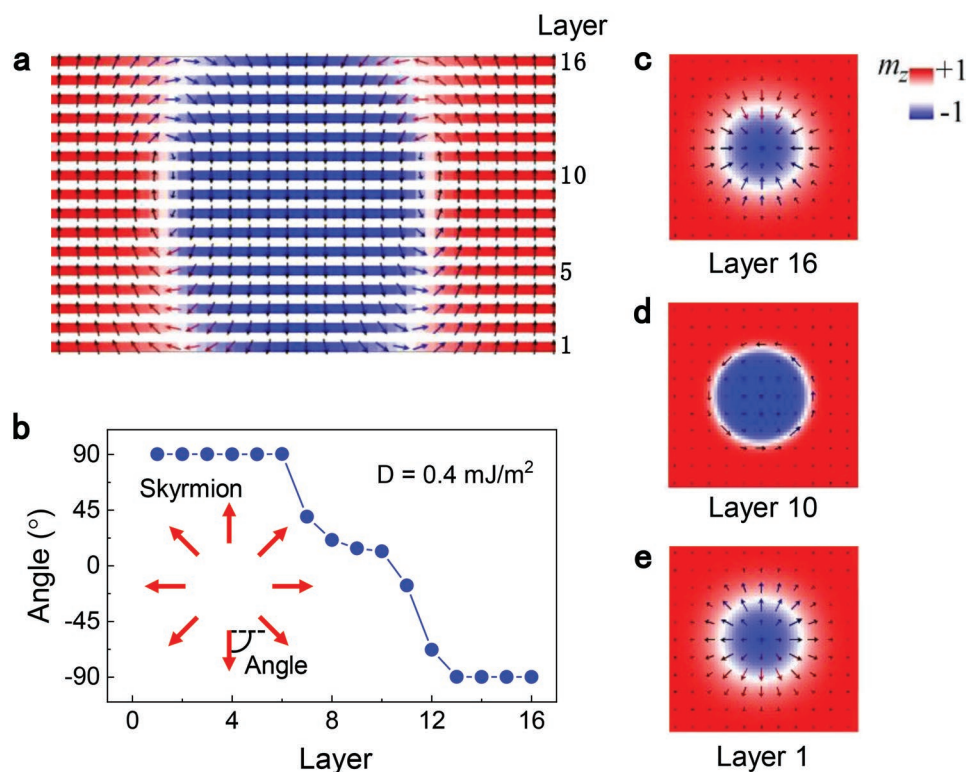 Layer
a
16
10
5
1
b
Angle (°)
90
45
0
-45
-90
D = 0.4 mJ/m²
Skyrmion
Angle
0
4
8
12
16
Layer
c
m_z
+1
-1
Layer 16
d
Layer 10
e
Layer 1